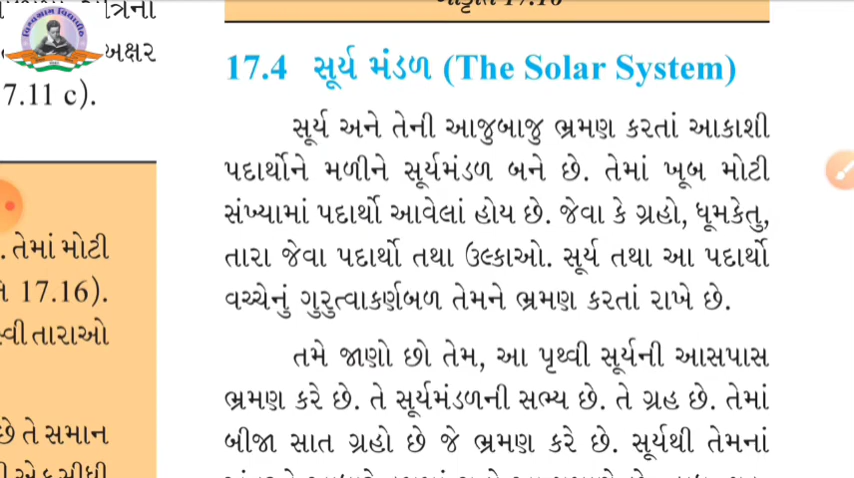 ત્રિના
અક્ષર
7.11 c).
. તેમાં મોટી
17.16).
સ્વી તારાઓ
છે તે સમાન
17.4 સૂર્ય મંડળ (The Solar System)
સૂર્ય અને તેની આજુબાજુ ભ્રમણ કરતાં આકાશી
પદાર્થોને મળીને સૂર્યમંડળ બને છે. તેમાં ખૂબ મોટી
સંખ્યામાં પદાર્થો આવેલાં હોય છે. જેવા કે ગ્રહો, ધૂમકેતુ,
તારા જેવા પદાર્થો તથા ઉલ્કાઓ. સૂર્ય તથા આ પદાર્થો
વચ્ચેનું ગુરુત્વાકર્ણબળ તેમને ભ્રમણ કરતાં રાખે છે.
તમે જાણો છો તેમ, આ પૃથ્વી સૂર્યની આસપાસ
ભ્રમણ કરે છે. તે સૂર્યમંડળની સભ્ય છે. તે ગ્રહ છે. તેમાં
બીજા સાત ગ્રહો છે જે ભ્રમણ કરે છે. સૂર્યથી તેમનાં